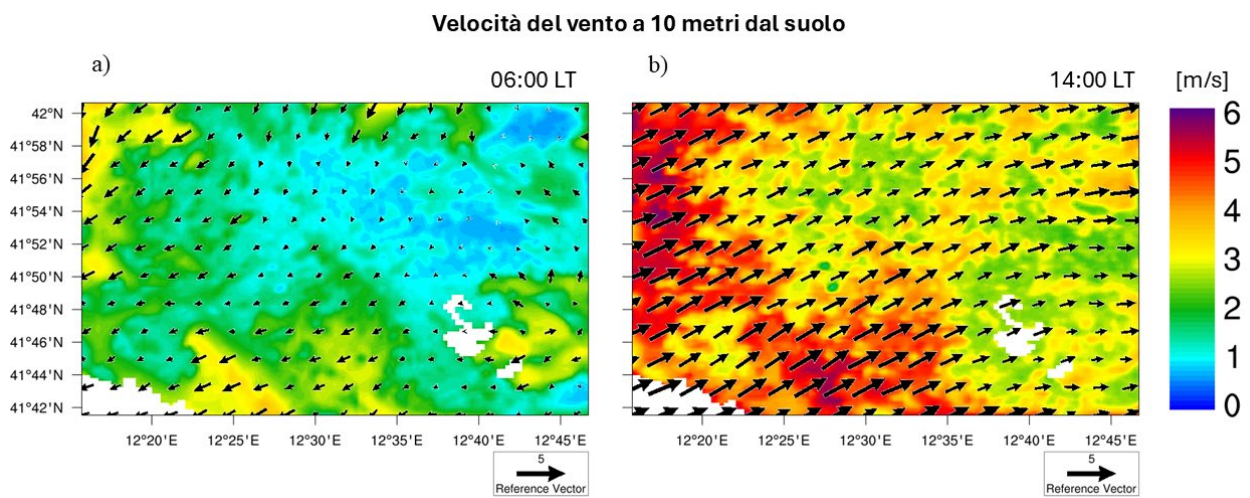 Velocità del vento a 10 metri dal suolo
a)
06:00 LT
b)
14:00 LT
[m/s]
42°N
41°58'N
41°56'N
41°54'N
41°52'N
41°50'N
41°48'N
41°46'N
41°44'N
41°42'N
12°20'E 12°25'E 12°30'E 12°35'E 12°40'E 12°45'E
12°20'E 12°25'E 12°30'E 12°35'E 12°40'E 12°45'E
6
5
4
3
2
1
0
5
Reference Vector
5
Reference Vector